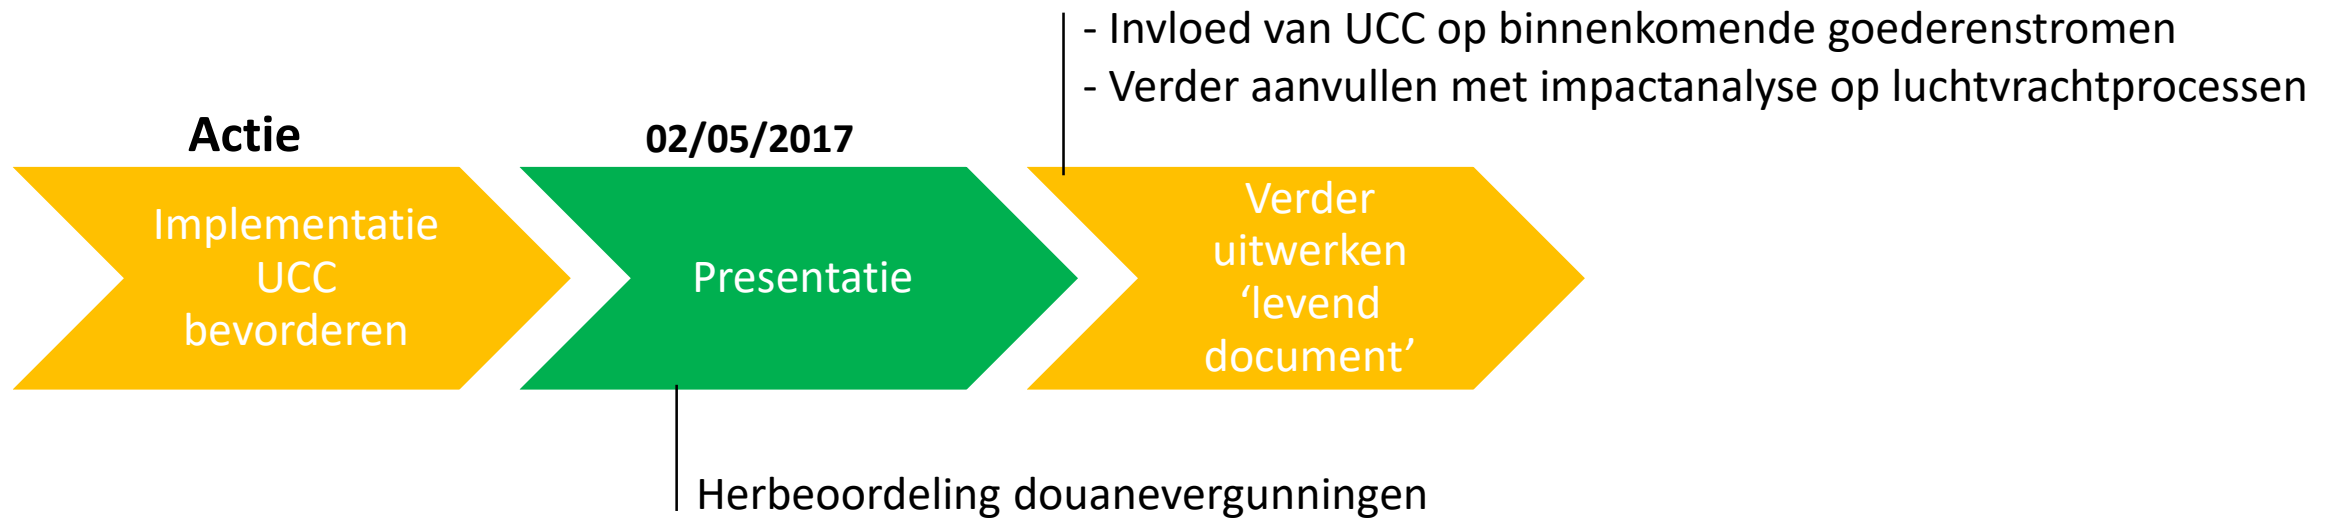 - Invloed van UCC op binnenkomende goederenstromen
- Verder aanvullen met impactanalyse op luchtvrachtprocessen
Actie
02/05/2017
Implementatie
UCC
bevorderen
Presentatie
Verder
uitwerken
‘levend
document’
Herbeoordeling douanevergunningen